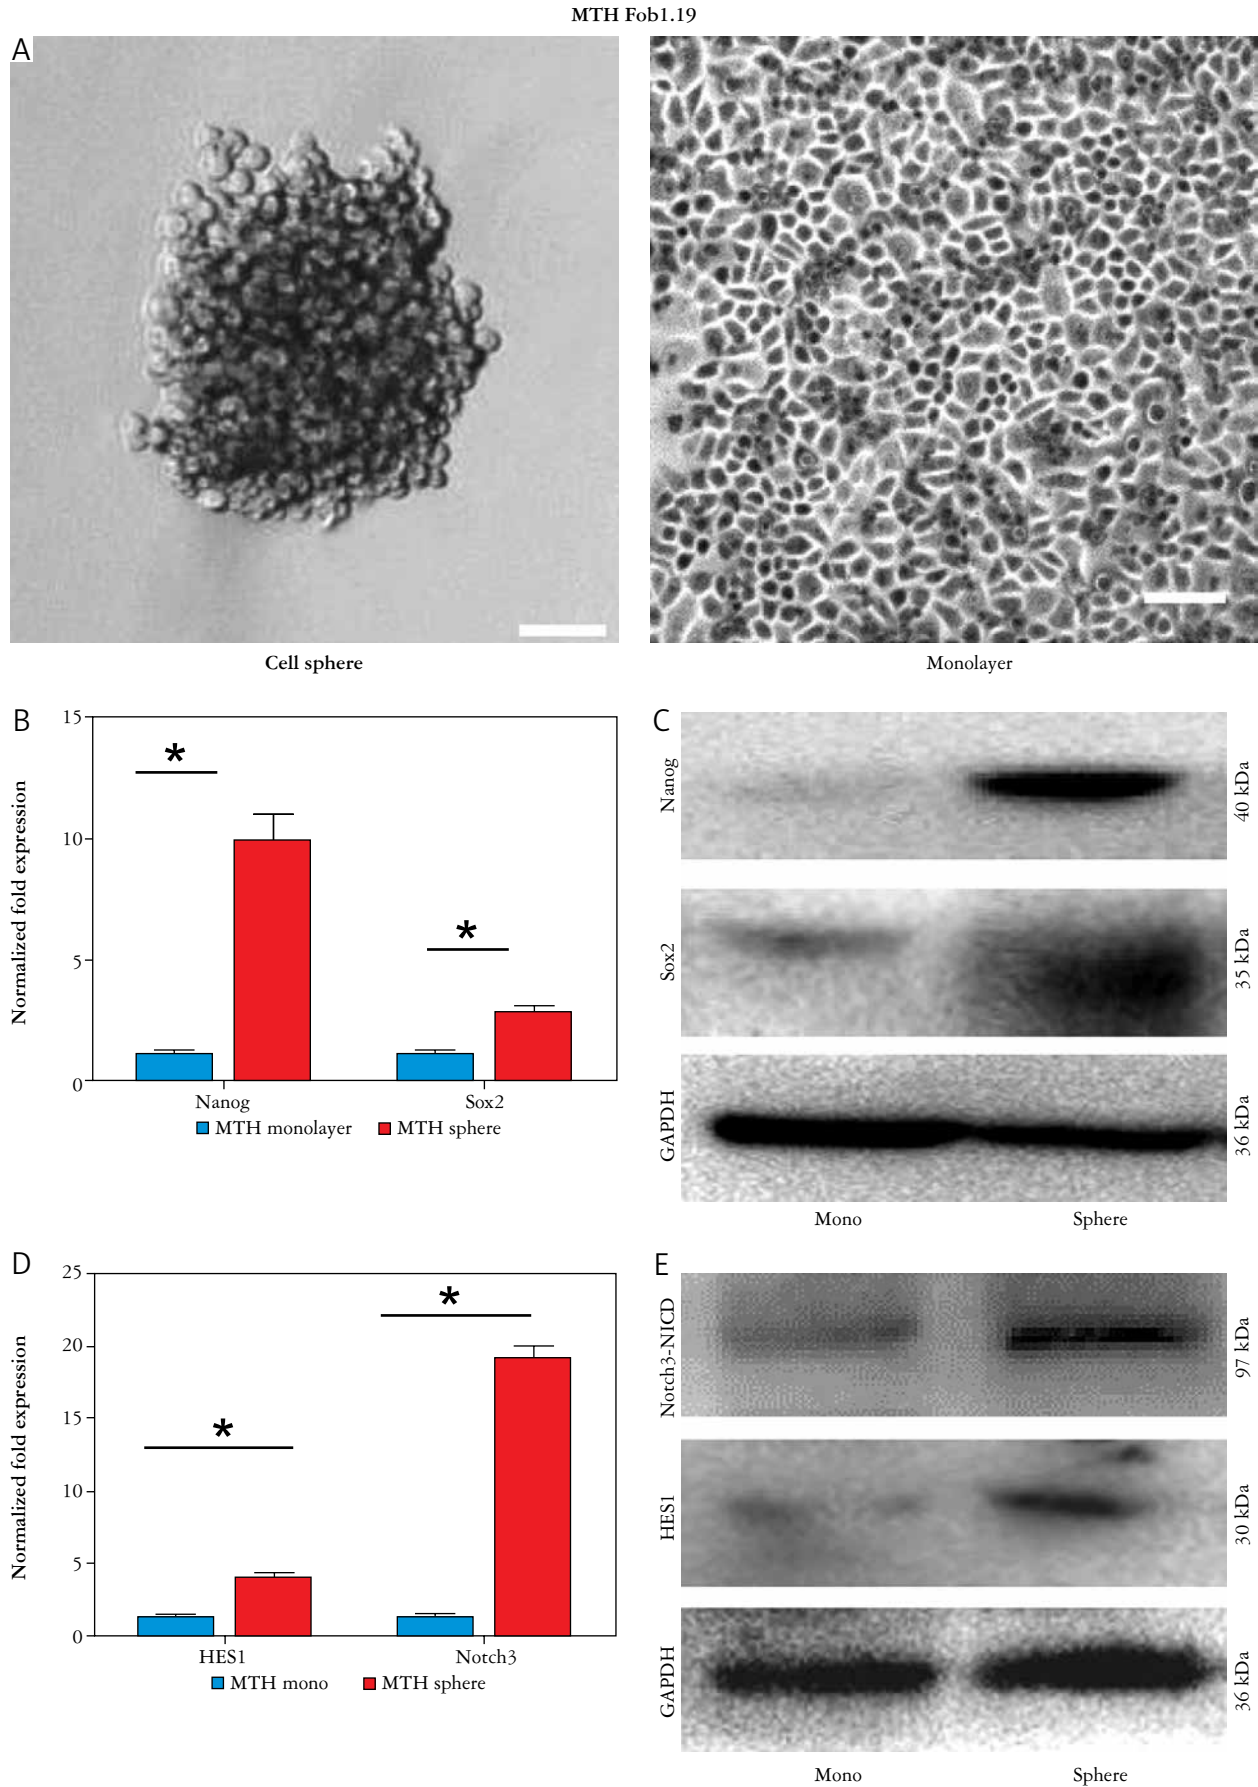 MTH Fob1.19
A
Cell sphere
Monolayer
B
Normalized fold expression
15
10
5
0
*
*
Nanog
Sox2
MTH monolayer
MTH sphere
C
Nanog
40 kDa
Sox2
35 kDa
GAPDH
36 kDa
Mono
Sphere
D
Normalized fold expression
25
20
15
10
5
0
*
*
HES1
Notch3
MTH mono
MTH sphere
E
Notch3-NICD
97 kDa
HES1
30 kDa
GAPDH
36 kDa
Mono
Sphere